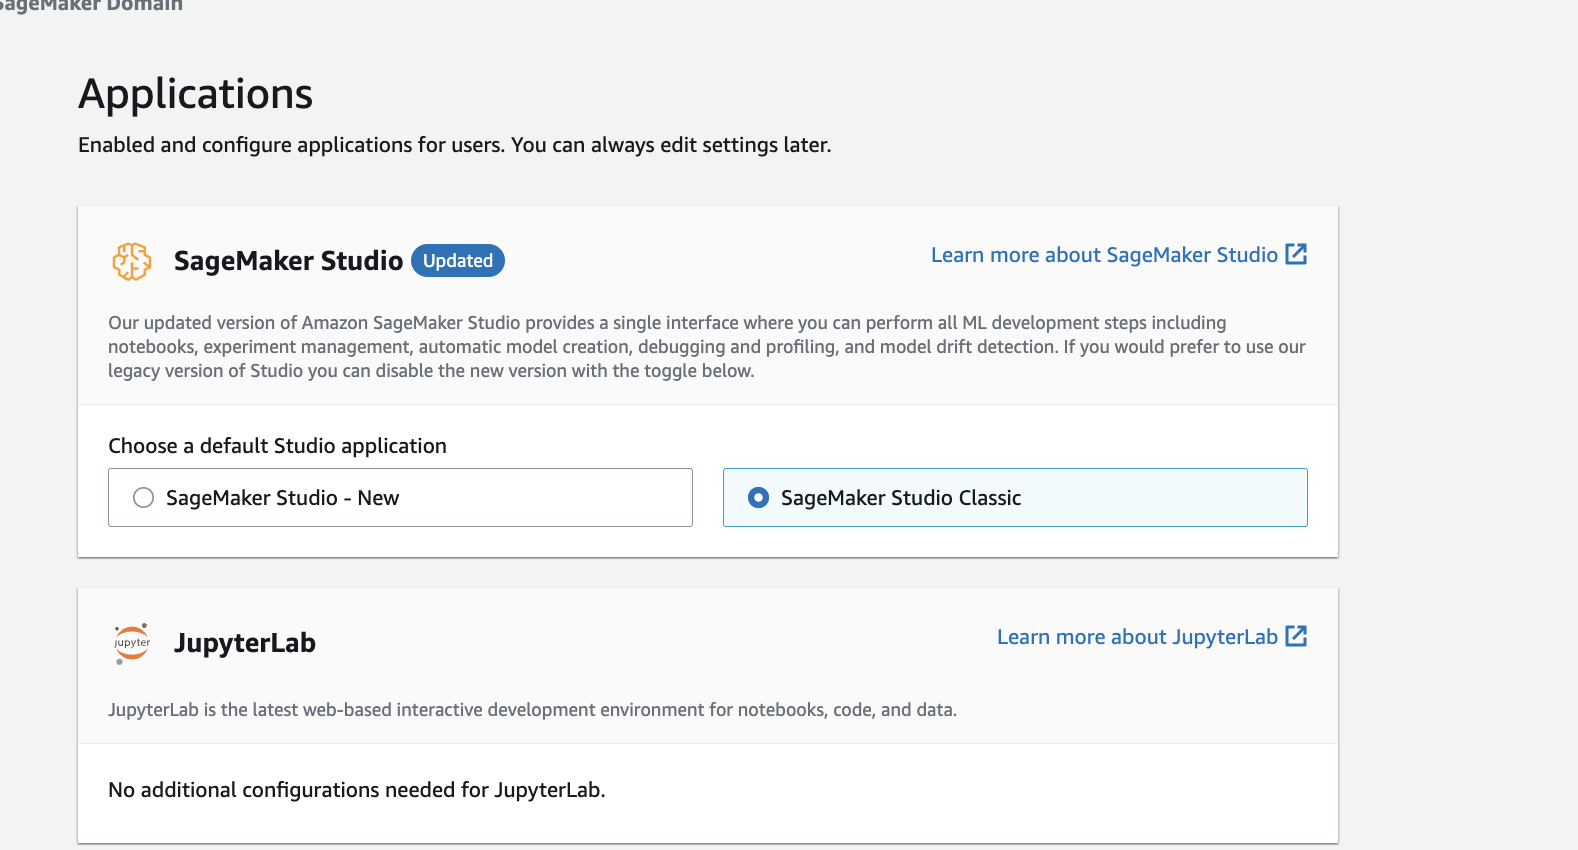 SageMaker Domain
Applications
Enabled and configure applications for users. You can always edit settings later.
SageMaker Studio Updated
Learn more about SageMaker Studio
Our updated version of Amazon SageMaker Studio provides a single interface where you can perform all ML development steps including
notebooks, experiment management, automatic model creation, debugging and profiling, and model drift detection. If you would prefer to use our
legacy version of Studio you can disable the new version with the toggle below.
Choose a default Studio application
SageMaker Studio - New
SageMaker Studio Classic
jupyter
JupyterLab
Learn more about JupyterLab
JupyterLab is the latest web-based interactive development environment for notebooks, code, and data.
No additional configurations needed for JupyterLab.